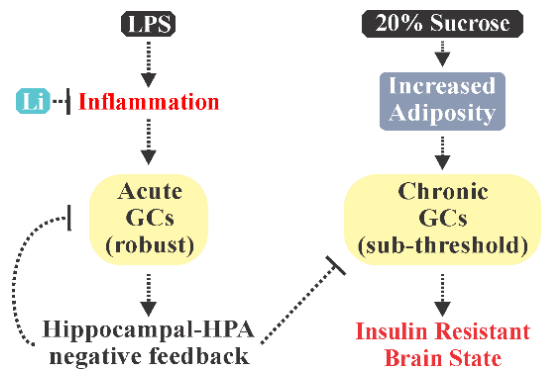 LPS
Li
Inflammation
Acute
GCs
(robust)
Hippocampal-HPA
negative feedback
20% Sucrose
Increased
Adiposity
Chronic
GCs
(sub-threshold)
Insulin Resistant
Brain State